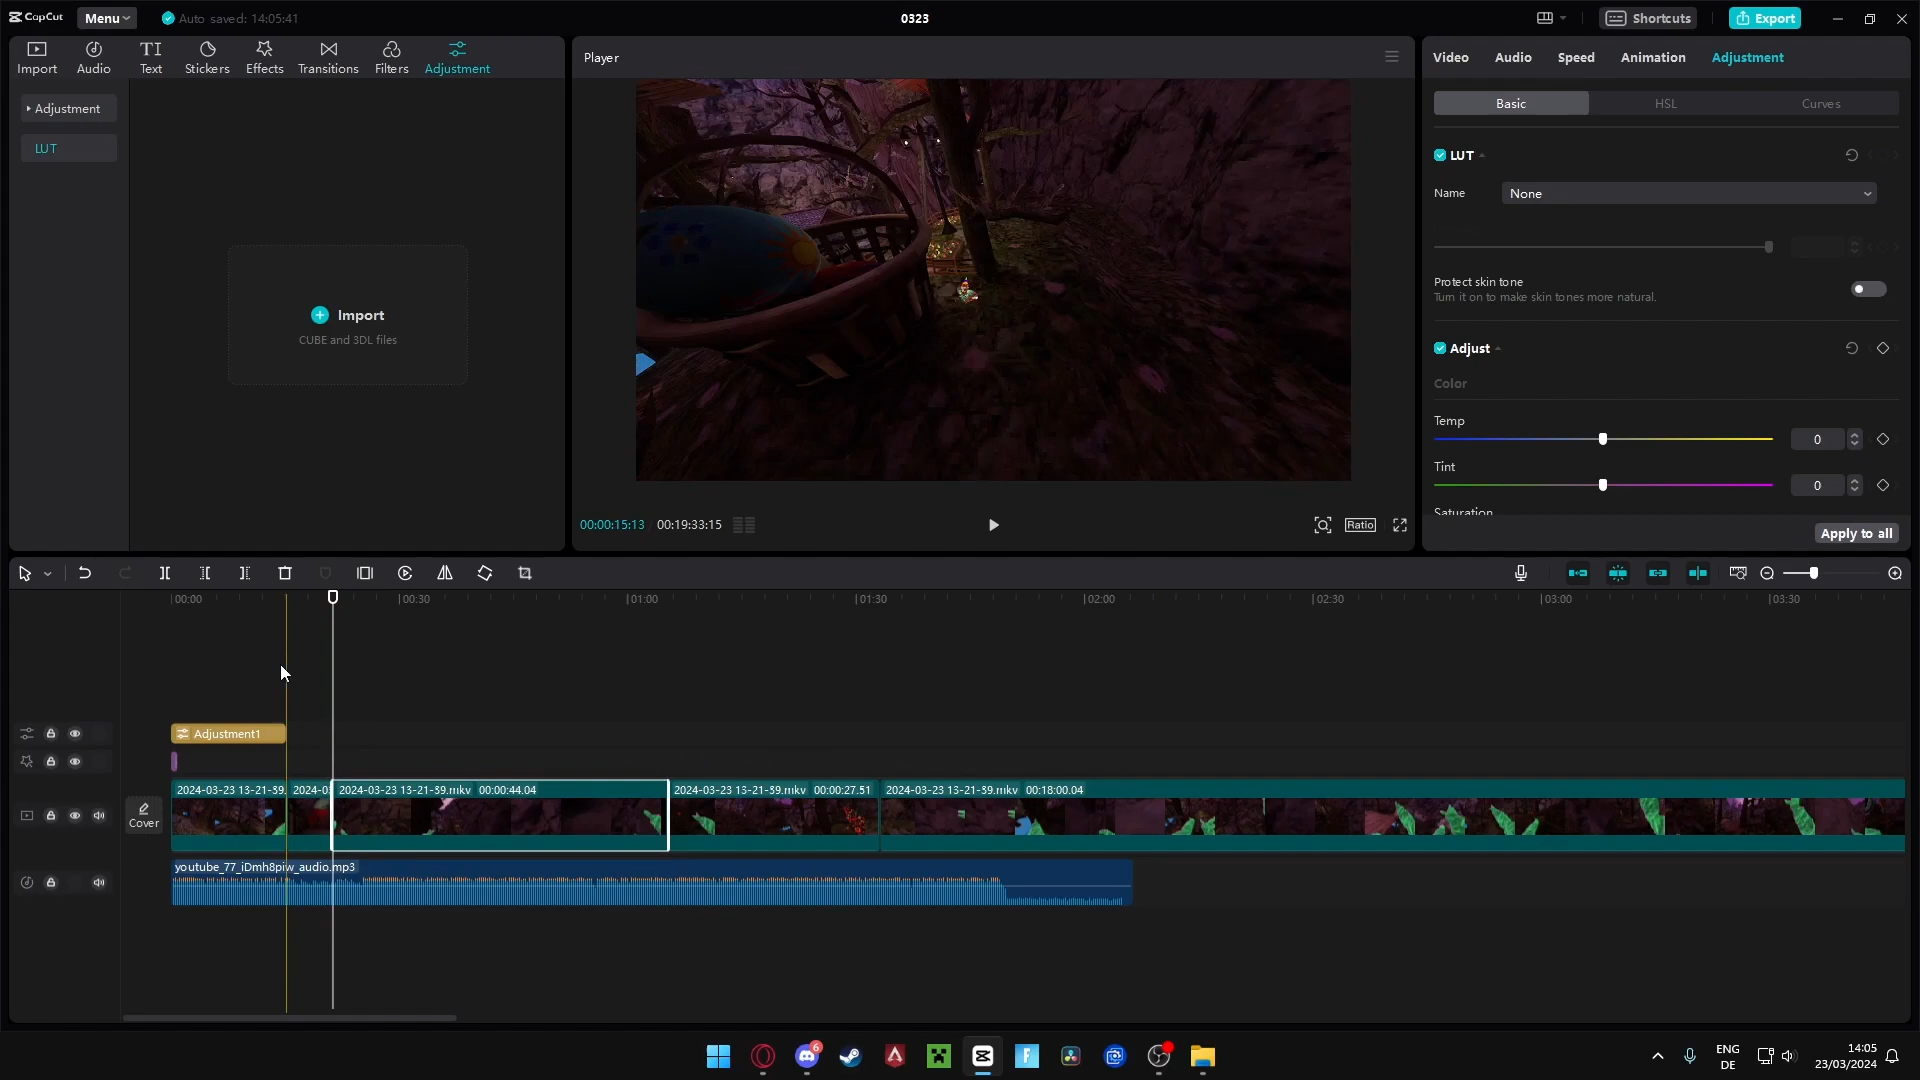 CapCut
Menu
Auto saved: 14:05:41
0323
Shortcuts
Export
Import
Audio
Text
Stickers
Effects
Transitions
Filters
Adjustment
Adjustment
LUT
Import
CUBE and 3DL files
Player
00:00:15:13
00:19:33:15
Ratio
Video
Audio
Speed
Animation
Adjustment
Basic
HSL
Curves
LUT
Name
None
Protect skin tone
Turn it on to make skin tones more natural.
Adjust
Color
Temp
0
Tint
0
Saturation
Apply to all
00:00
00:30
01:00
01:30
02:00
02:30
03:00
03:30
Adjustment1
Cover
2024-03-23 13-21-39.
2024-03
2024-03-23 13-21-39.mkv 00:00:44:04
2024-03-23 13-21-39.mkv 00:00:27:51
2024-03-23 13-21-39.mkv 00:18:00:04
youtube_77_iDmh8piw_audio.mp3
6
ENG
DE
14:05
23/03/2024